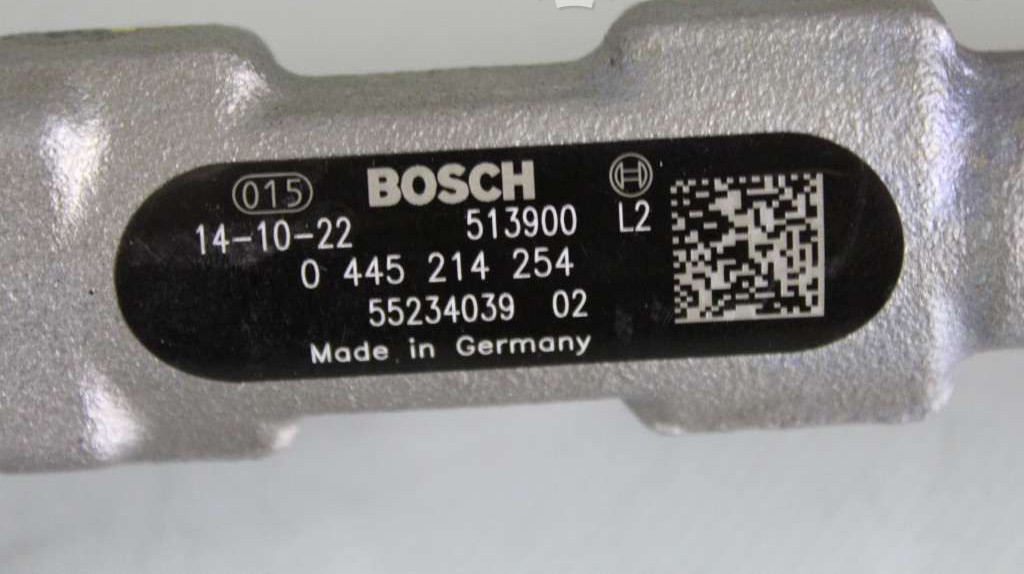 015 BOSCH
14-10-22 513900 L2
0 445 214 254
55234039 02
Made in Germany